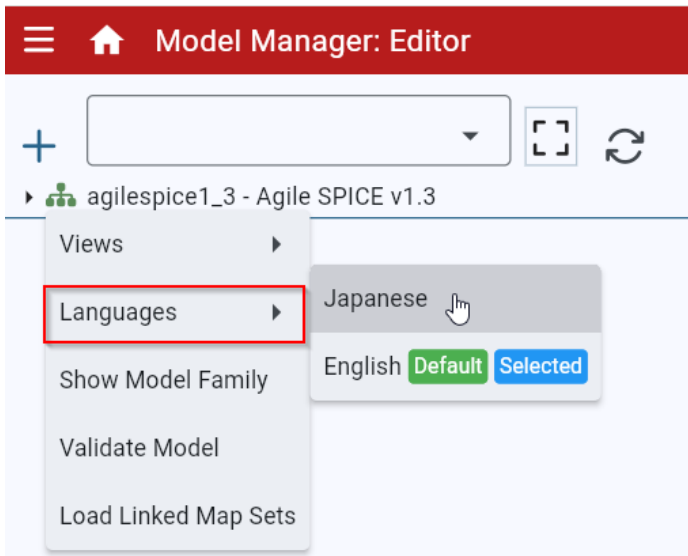 Model Manager: Editor
agilespice1_3 - Agile SPICE v1.3
Views
Languages
Japanese
English Default Selected
Show Model Family
Validate Model
Load Linked Map Sets